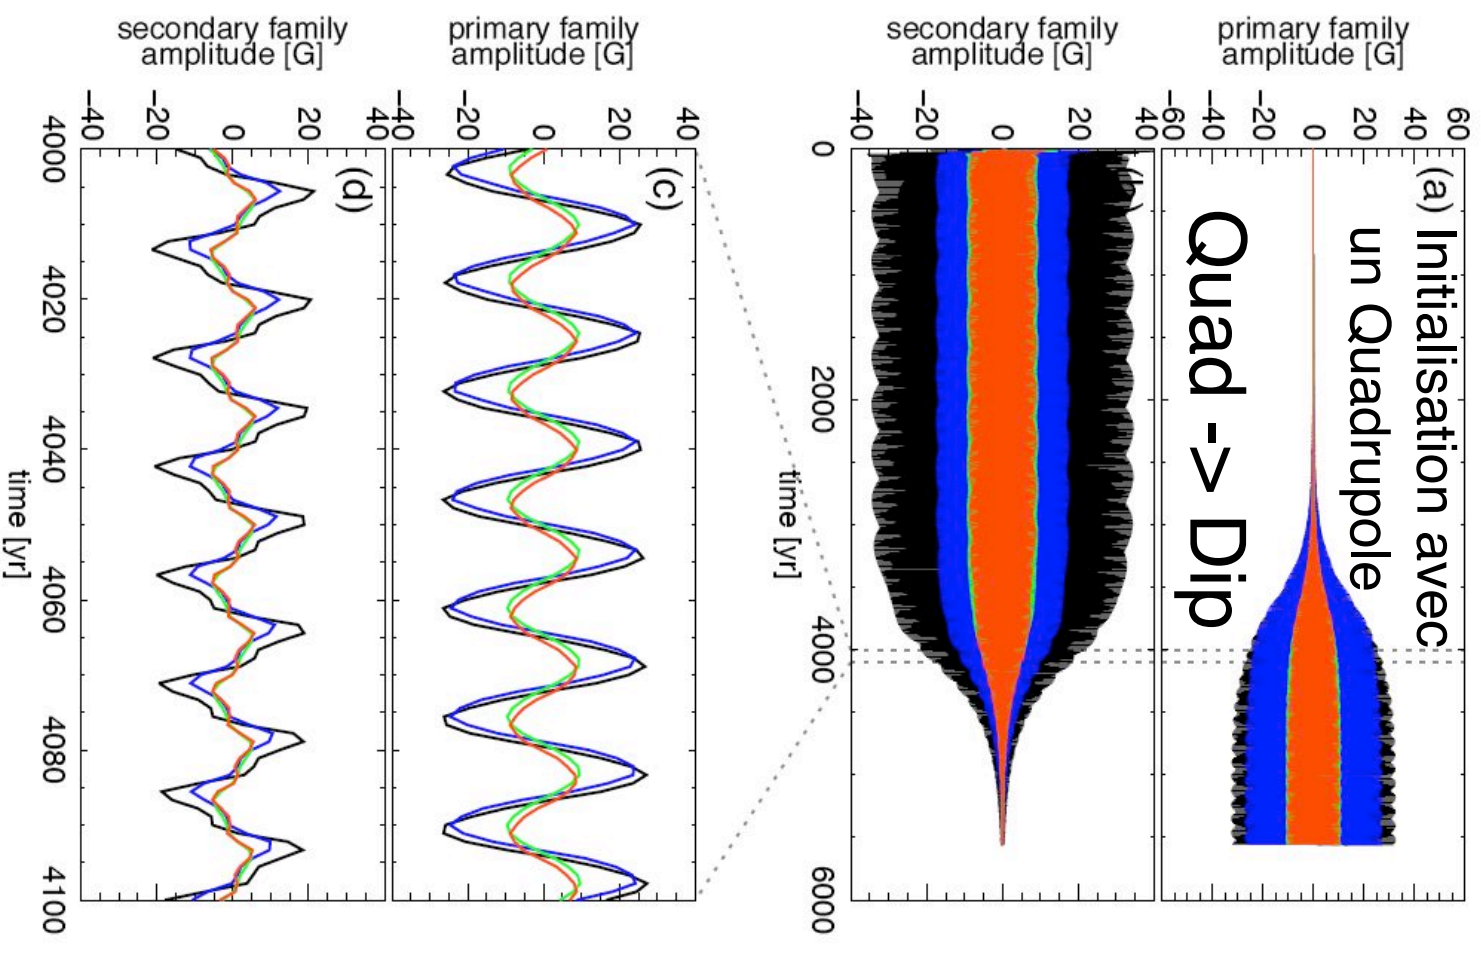 (a) Initialisation avec
un Quadrupole
Quad -> Dip
primary family
amplitude [G]
60
40
20
0
-20
-40
-60
secondary family
amplitude [G]
40
20
0
-20
-40
0
2000
4000
6000
time [yr]
(c)
primary family
amplitude [G]
40
20
0
-20
-40
(d)
secondary family
amplitude [G]
40
20
0
-20
-40
4000
4020
4040
4060
4080
4100
time [yr]